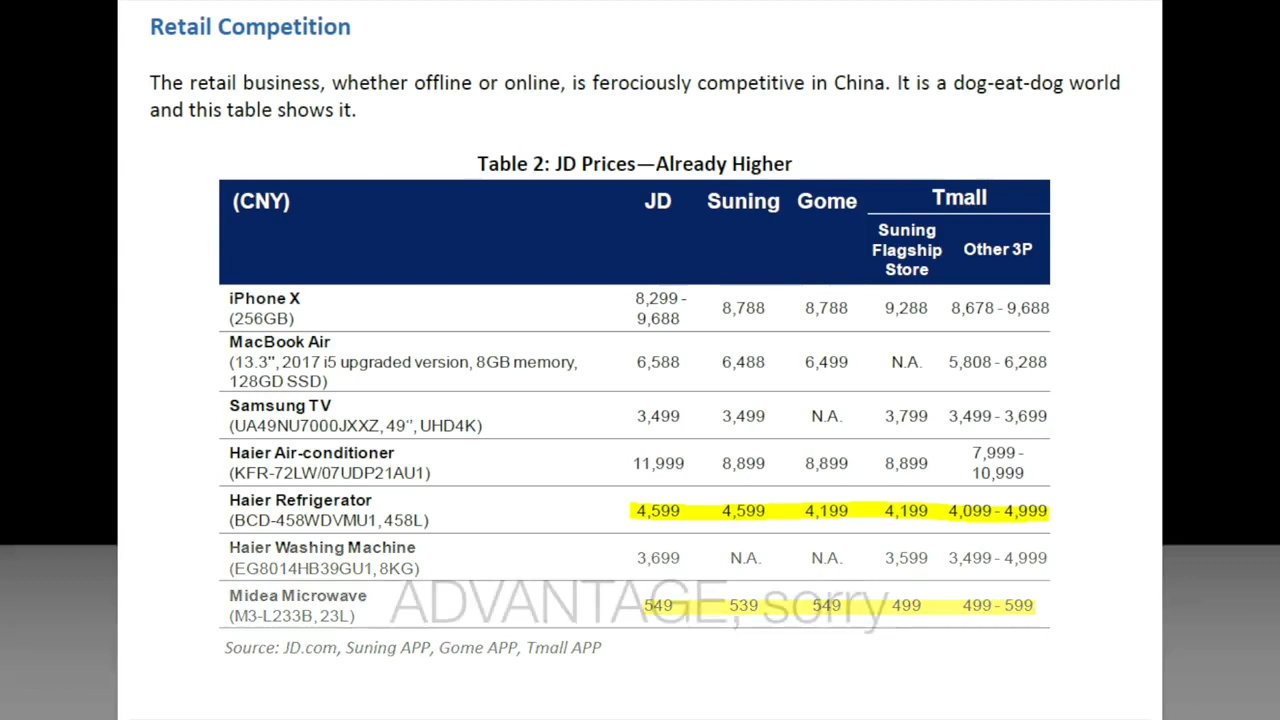 Retail Competition
The retail business, whether offline or online, is ferociously competitive in China. It is a dog-eat-dog world
and this table shows it.
Table 2: JD Prices—Already Higher
(CNY) JD Suning Gome Tmall
Suning Flagship Store Other 3P
iPhone X (256GB) 8,299 - 9,688 8,788 8,788 9,288 8,678 - 9,688
MacBook Air (13.3", 2017 i5 upgraded version, 8GB memory, 128GD SSD) 6,588 6,488 6,499 N.A. 5,808 - 6,288
Samsung TV (UA49NU7000JXXZ, 49", UHD4K) 3,499 3,499 N.A. 3,799 3,499 - 3,699
Haier Air-conditioner (KFR-72LW/07UDP21AU1) 11,999 8,899 8,899 8,899 7,999 - 10,999
Haier Refrigerator (BCD-458WDVMU1, 458L) 4,599 4,599 4,199 4,199 4,099 - 4,999
Haier Washing Machine (EG8014HB39GU1, 8KG) 3,699 N.A. N.A. 3,599 3,499 - 4,999
Midea Microwave (M3-L233B, 23L) 549 539 549 499 499 - 599
ADVANTAGE, sorry
Source: JD.com, Suning APP, Gome APP, Tmall APP